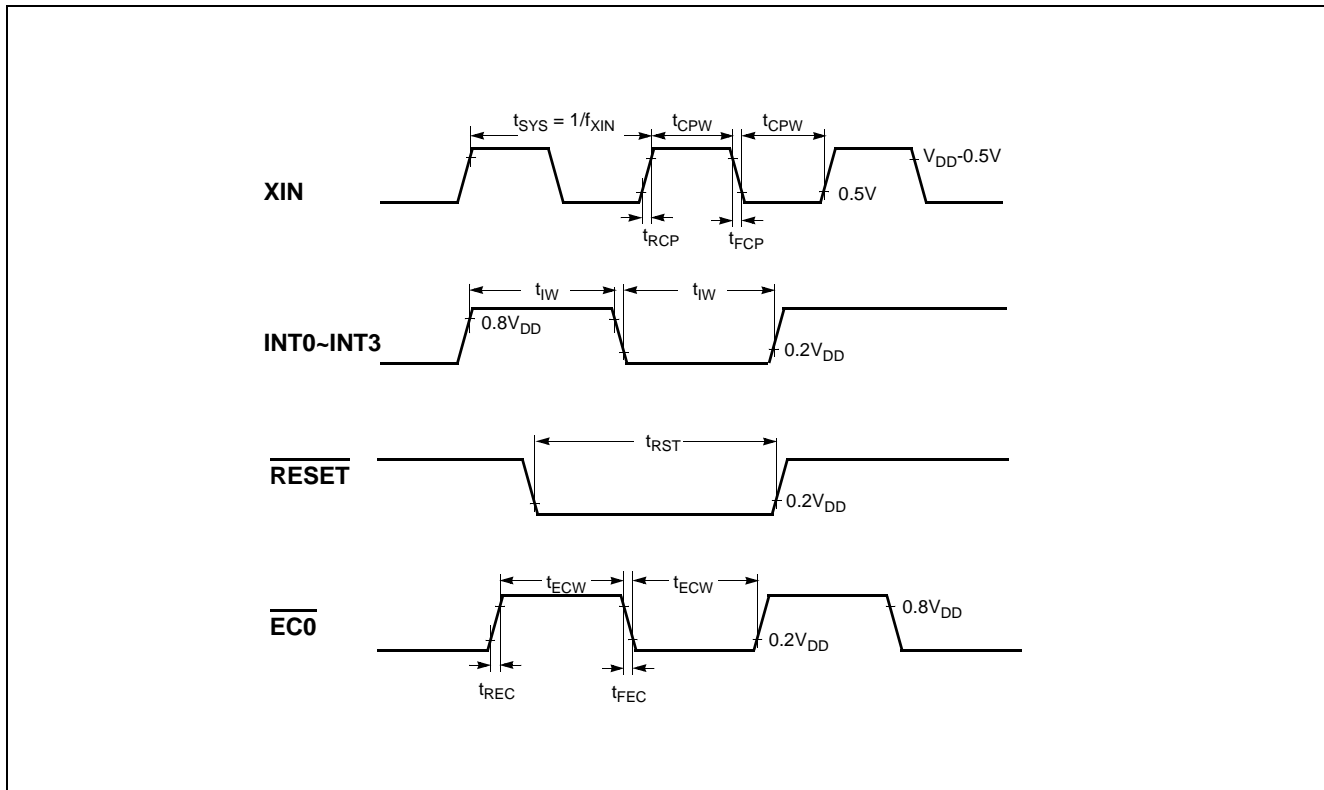 tSYS = 1/fXIN
tCPW
tCPW
VDD-0.5V
XIN
0.5V
tRCP
tFCP
tIW
tIW
0.8VDD
INT0~INT3
0.2VDD
tRST
RESET
0.2VDD
tECW
tECW
0.8VDD
EC0
0.2VDD
tREC
tFEC